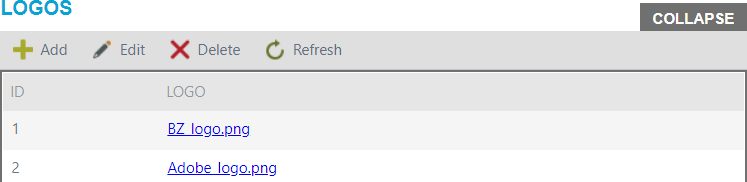 LOGOS
COLLAPSE
Add Edit Delete Refresh
ID LOGO
1 BZ_logo.png
2 Adobe_logo.png